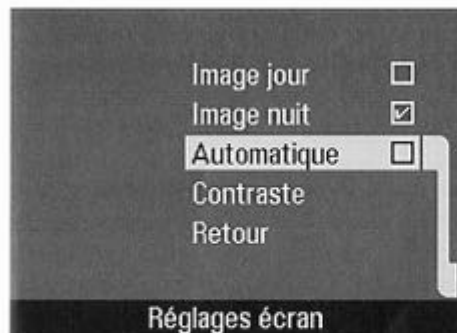 Image jour
Image nuit
Automatique
Contraste
Retour
Réglages écran